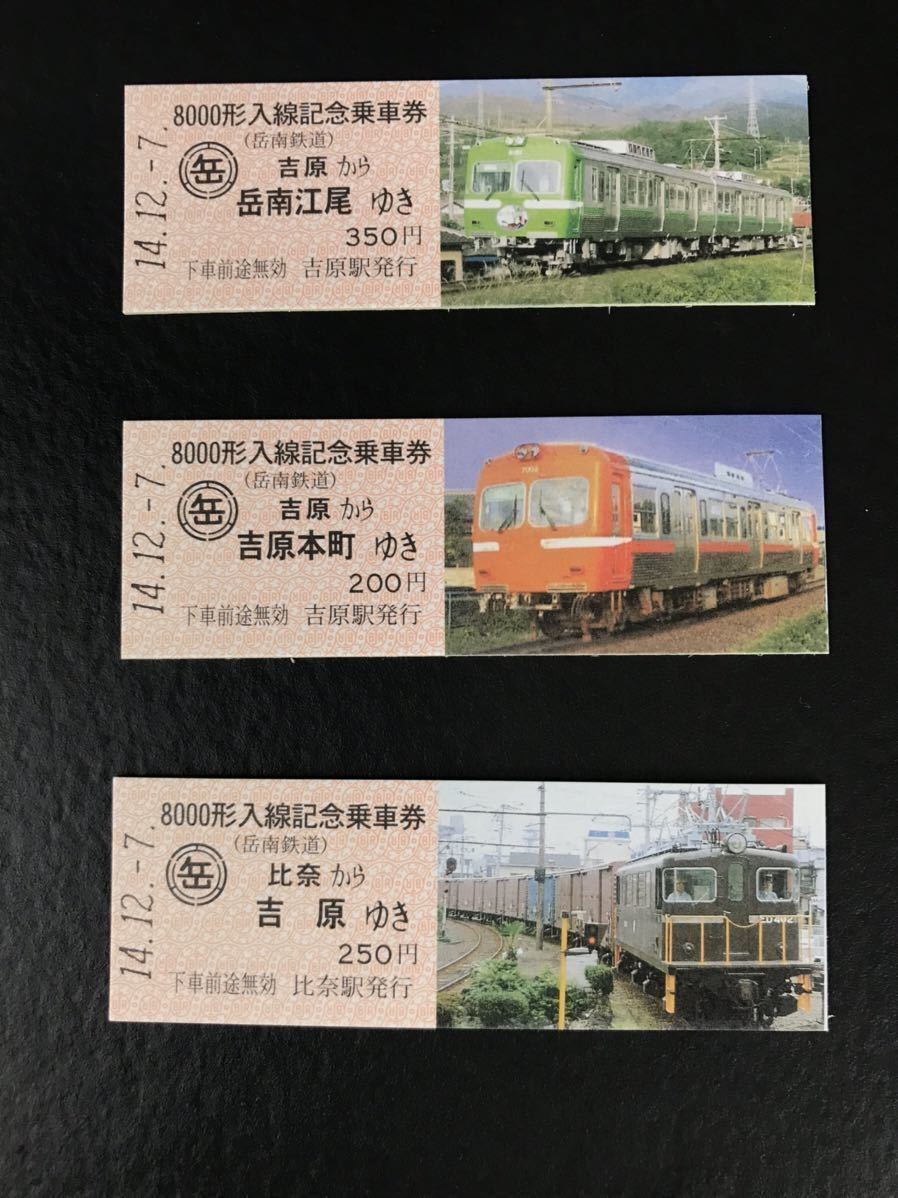 14.12.-7.
8000形入線記念乗車券
(岳南鉄道)
岳
吉原から
岳南江尾 ゆき
350円
下車前途無効 吉原駅発行
14.12.-7.
8000形入線記念乗車券
(岳南鉄道)
岳
吉原から
吉原本町 ゆき
200円
下車前途無効 吉原駅発行
14.12.-7.
8000形入線記念乗車券
(岳南鉄道)
岳
比奈から
吉原ゆき
250円
下車前途無効 比奈駅発行
ED402